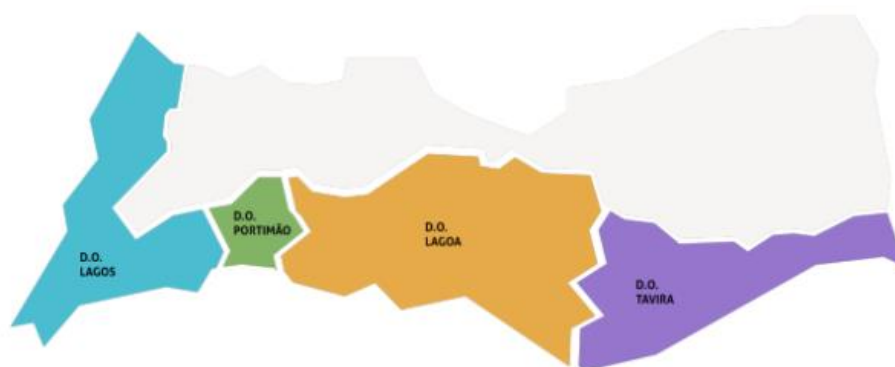 D.O.
LAGOS
D.O.
PORTIMÃO
D.O.
LAGOA
D.O.
TAVIRA